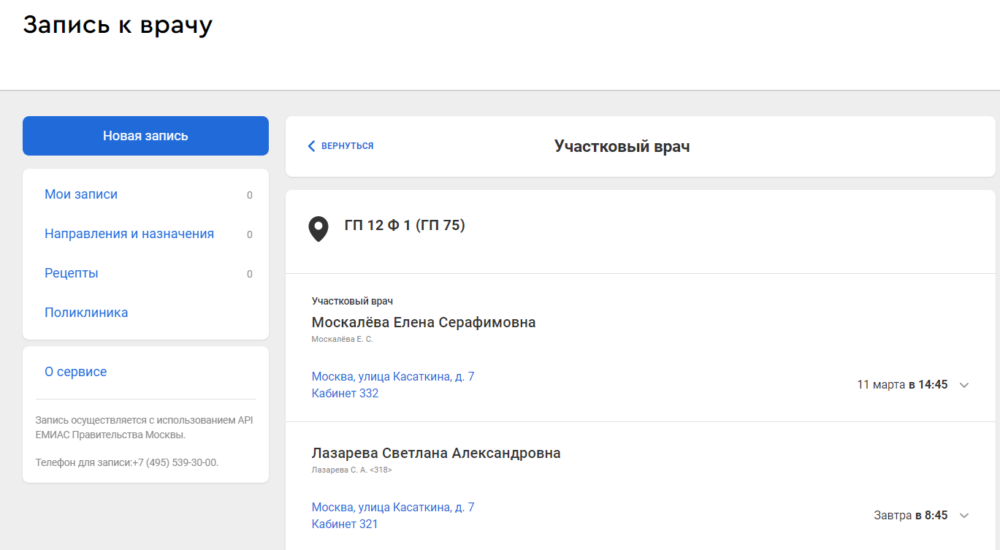 Запись к врачу
Новая запись
Мои записи 0
Направления и назначения 0
Рецепты 0
Поликлиника
О сервисе
Запись осуществляется с использованием API
ЕМИАС Правительства Москвы.
Телефон для записи:+7 (495) 539-30-00.
ВЕРНУТЬСЯ
Участковый врач
ГП 12 Ф 1 (ГП 75)
Участковый врач
Москалёва Елена Серафимовна
Москалёва Е. С.
Москва, улица Касаткина, д. 7
Кабинет 332
11 марта в 14:45
Лазарева Светлана Александровна
Лазарева С. А. <318>
Москва, улица Касаткина, д. 7
Кабинет 321
Завтра в 8:45